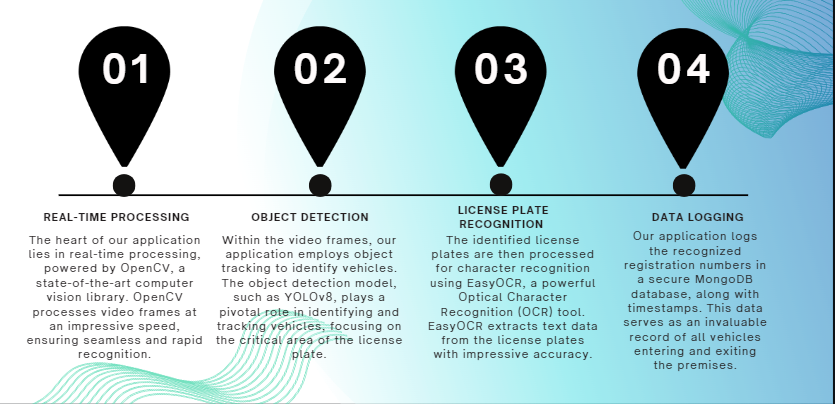 01
02
03
04
REAL-TIME PROCESSING
The heart of our application
lies in real-time processing,
powered by OpenCV, a
state-of-the-art computer
vision library. OpenCV
processes video frames at
an impressive speed,
ensuring seamless and rapid
recognition.
OBJECT DETECTION
Within the video frames, our
application employs object
tracking to identify vehicles.
The object detection model,
such as YOLOv8, plays a
pivotal role in identifying and
tracking vehicles, focusing on
the critical area of the license
plate.
LICENSE PLATE
RECOGNITION
The identified license
plates are then processed
for character recognition
using EasyOCR, a powerful
Optical Character
Recognition (OCR) tool.
EasyOCR extracts text data
from the license plates
with impressive accuracy.
DATA LOGGING
Our application logs
the recognized
registration numbers in
a secure MongoDB
database, along with
timestamps. This data
serves as an invaluable
record of all vehicles
entering and exiting
the premises.